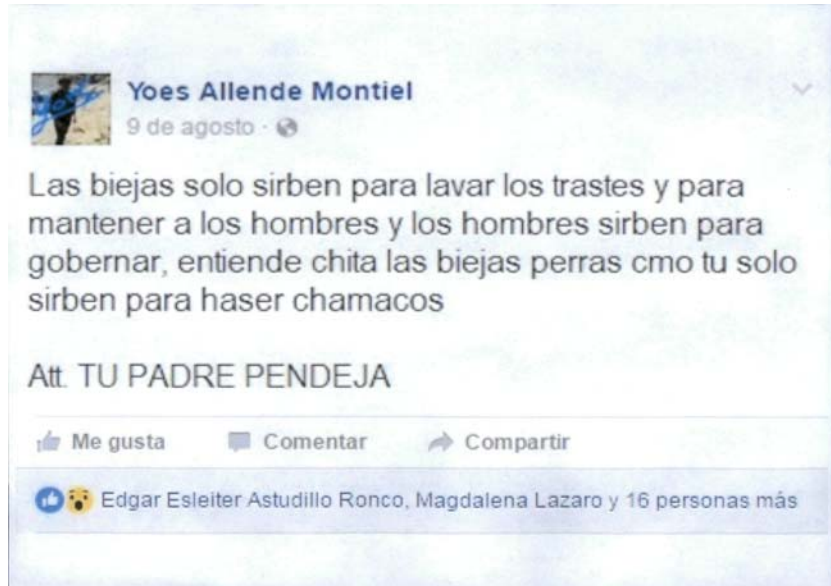 Yoes Allende Montiel
9 de agosto ·
Las biejas solo sirben para lavar los trastes y para
mantener a los hombres y los hombres sirben para
gobernar, entiende chita las biejas perras cmo tu solo
sirben para haser chamacos
Att. TU PADRE PENDEJA
Me gusta Comentar Compartir
Edgar Esleiter Astudillo Ronco, Magdalena Lazaro y 16 personas más